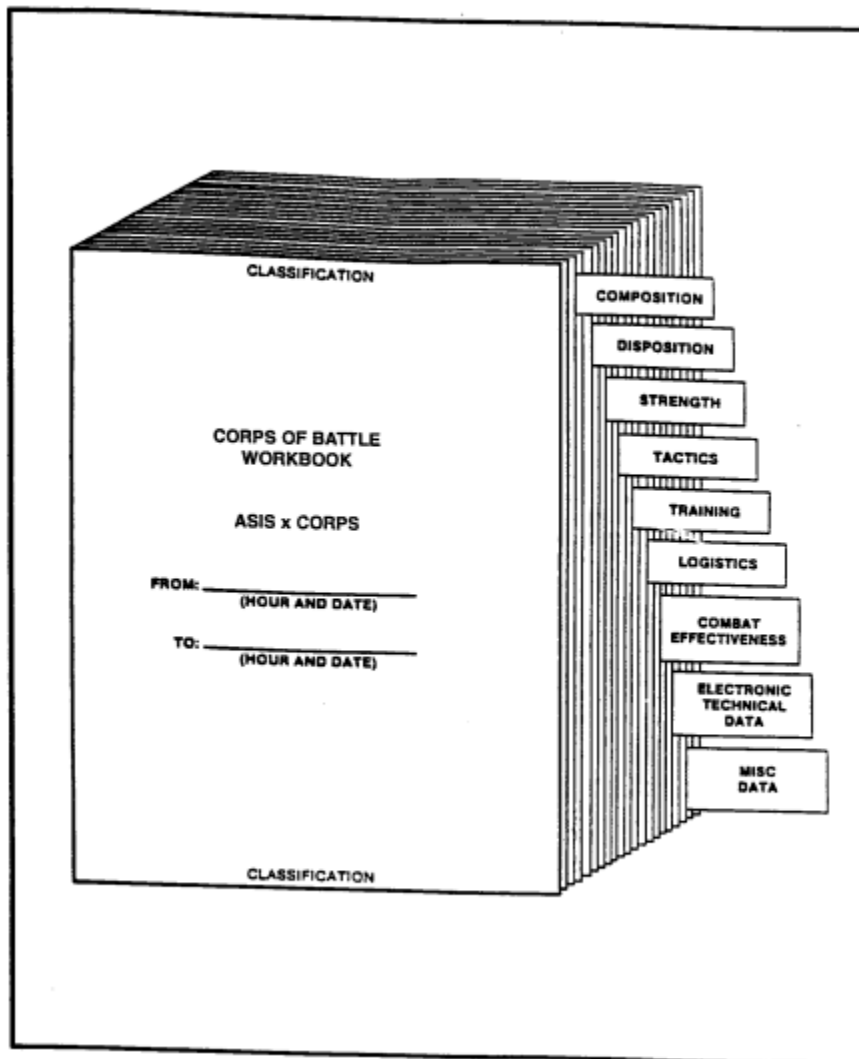 CLASSIFICATION
CORPS OF BATTLE
WORKBOOK
ASIS x CORPS
FROM:
(HOUR AND DATE)
TO:
(HOUR AND DATE)
CLASSIFICATION
COMPOSITION
DISPOSITION
STRENGTH
TACTICS
TRAINING
LOGISTICS
COMBAT
EFFECTIVENESS
ELECTRONIC
TECHNICAL
DATA
MISC
DATA